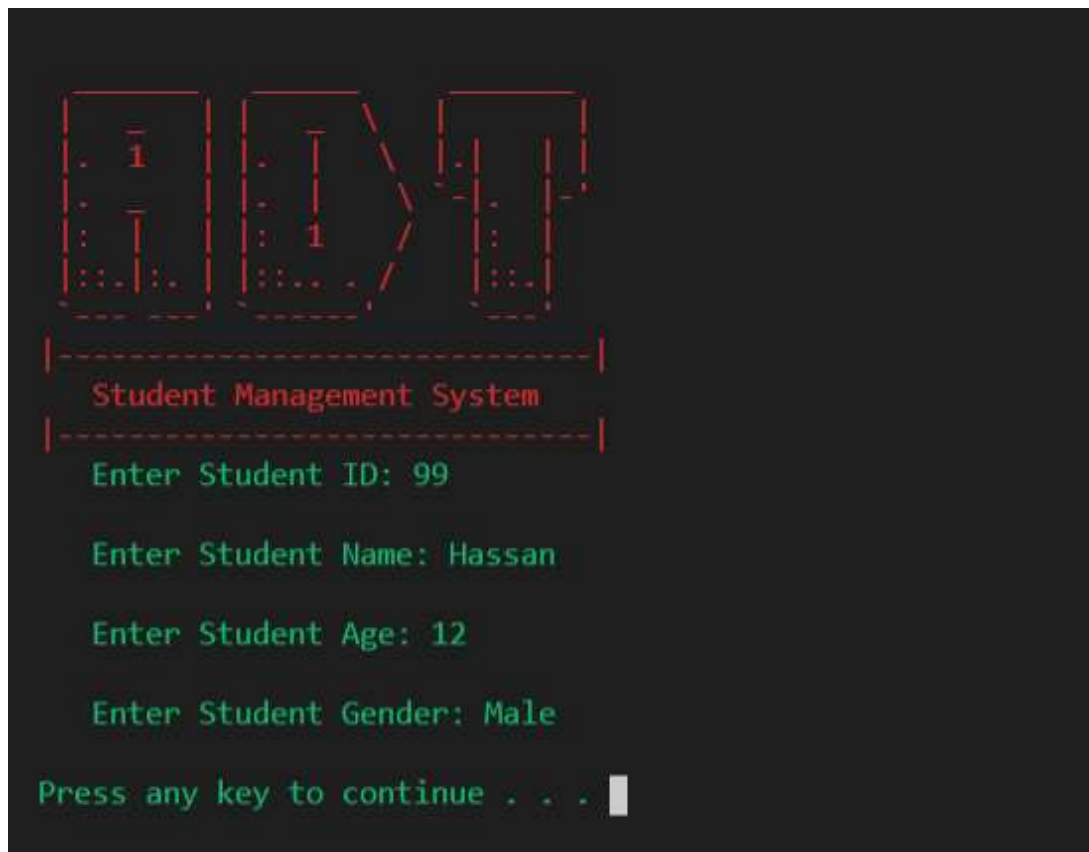 ADT
|------------------------------|
Student Management System
|------------------------------|
Enter Student ID: 99
Enter Student Name: Hassan
Enter Student Age: 12
Enter Student Gender: Male
Press any key to continue . . .